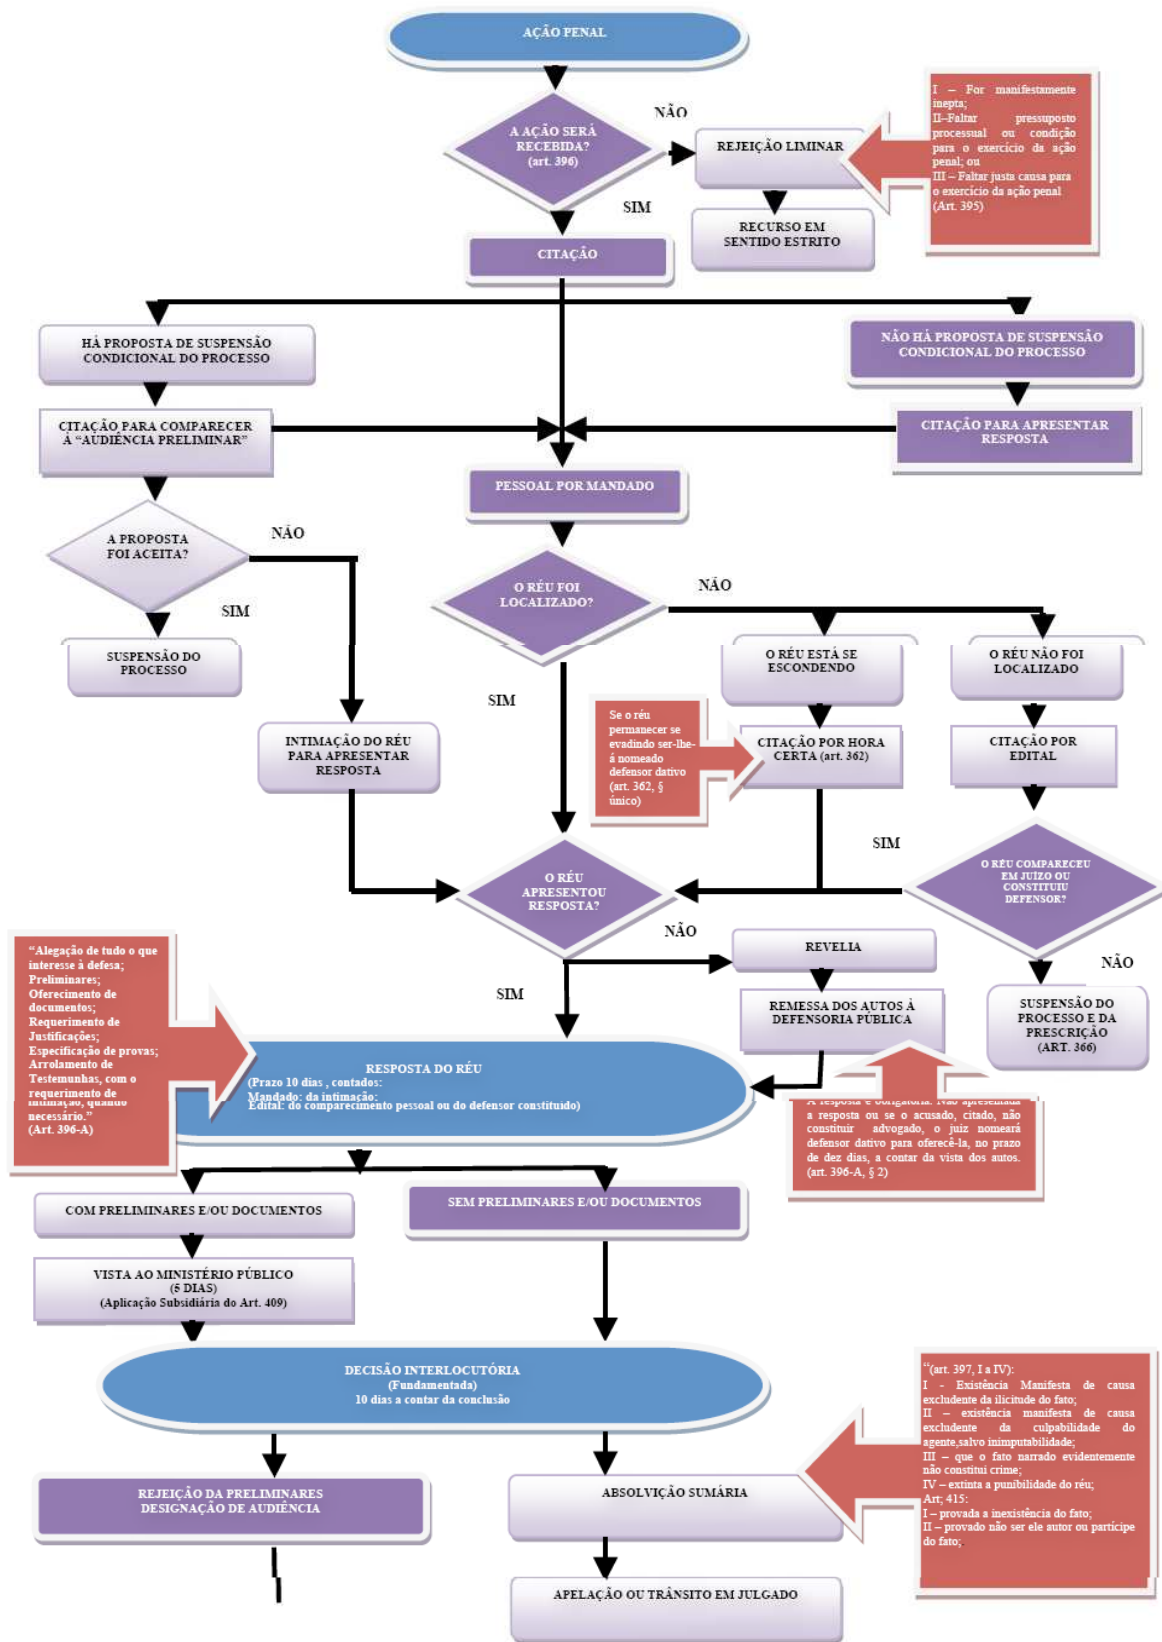 AÇÃO PENAL
A AÇÃO SERÁ
RECEBIDA?
(art. 396)
NÃO
REJEIÇÃO LIMINAR
I – For manifestamente
inepta;
II–Faltar pressuposto
processual ou condição
para o exercício da ação
penal; ou
III – Faltar justa causa para
o exercício da ação penal
(Art. 395)
SIM
RECURSO EM
SENTIDO ESTRITO
CITAÇÃO
HÁ PROPOSTA DE SUSPENSÃO
CONDICIONAL DO PROCESSO
NÃO HÁ PROPOSTA DE SUSPENSÃO
CONDICIONAL DO PROCESSO
CITAÇÃO PARA COMPARECER
À “AUDIÊNCIA PRELIMINAR”
CITAÇÃO PARA APRESENTAR
RESPOSTA
PESSOAL POR MANDADO
A PROPOSTA
FOI ACEITA?
NÃO
SIM
SUSPENSÃO DO
PROCESSO
O RÉU FOI
LOCALIZADO?
NÃO
SIM
O RÉU ESTÁ SE
ESCONDENDO
O RÉU NÃO FOI
LOCALIZADO
INTIMAÇÃO DO RÉU
PARA APRESENTAR
RESPOSTA
Se o réu
permanecer se
evadindo ser-lhe-
á nomeado
defensor dativo
(art. 362, §
único)
CITAÇÃO POR HORA
CERTA (art. 362)
CITAÇÃO POR
EDITAL
SIM
O RÉU COMPARECEU
EM JUÍZO OU
CONSTITUIU
DEFENSOR?
O RÉU
APRESENTOU
RESPOSTA?
NÃO
SIM
REVELIA
NÃO
REMESSA DOS AUTOS À
DEFENSORIA PÚBLICA
SUSPENSÃO DO
PROCESSO E DA
PRESCRIÇÃO
(ART. 366)
“Alegação de tudo o que
interesse à defesa;
Preliminares;
Oferecimento de
documentos;
Requerimento de
Justificações;
Especificação de provas;
Arrolamento de
Testemunhas, com o
requerimento de
intimação, quando
necessário.”
(Art. 396-A)
RESPOSTA DO RÉU
(Prazo 10 dias , contados:
Mandado: da intimação;
Edital: do comparecimento pessoal ou do defensor constituído)
A resposta é obrigatória. Não apresentada
a resposta ou se o acusado, citado, não
constituir advogado, o juiz nomeará
defensor dativo para oferecê-la, no prazo
de dez dias, a contar da vista dos autos.
(art. 396-A, § 2)
COM PRELIMINARES E/OU DOCUMENTOS
SEM PRELIMINARES E/OU DOCUMENTOS
VISTA AO MINISTÉRIO PÚBLICO
(5 DIAS)
(Aplicação Subsidiária do Art. 409)
DECISÃO INTERLOCUTÓRIA
(Fundamentada)
10 dias a contar da conclusão
“(art. 397, I a IV):
I - Existência Manifesta de causa
excludente da ilicitude do fato;
II – existência manifesta de causa
excludente da culpabilidade do
agente,salvo inimputabilidade;
III – que o fato narrado evidentemente
não constitui crime;
IV – extinta a punibilidade do réu;
Art; 415:
I – provada a inexistência do fato;
II – provado não ser ele autor ou partícipe
do fato;.
REJEIÇÃO DA PRELIMINARES
DESIGNAÇÃO DE AUDIÊNCIA
ABSOLVIÇÃO SUMÁRIA
APELAÇÃO OU TRÂNSITO EM JULGADO